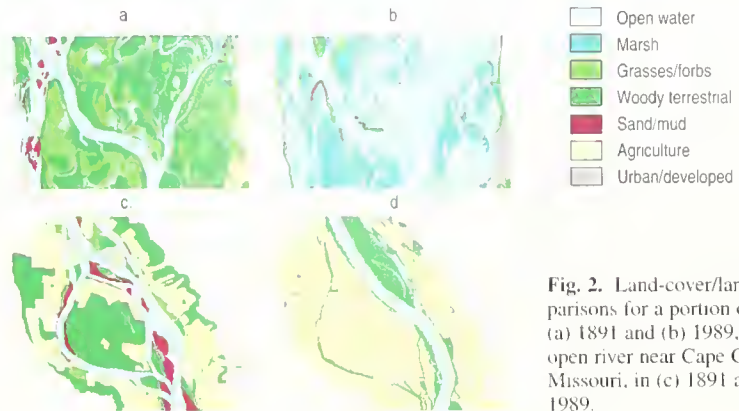 a
b
c
d
Open water
Marsh
Grasses/forbs
Woody terrestrial
Sand/mud
Agriculture
Urban/developed
Fig. 2. Land-cover/lan
parisons for a portion
(a) 1891 and (b) 1989,
open river near Cape
Missouri, in (c) 1891
1989.